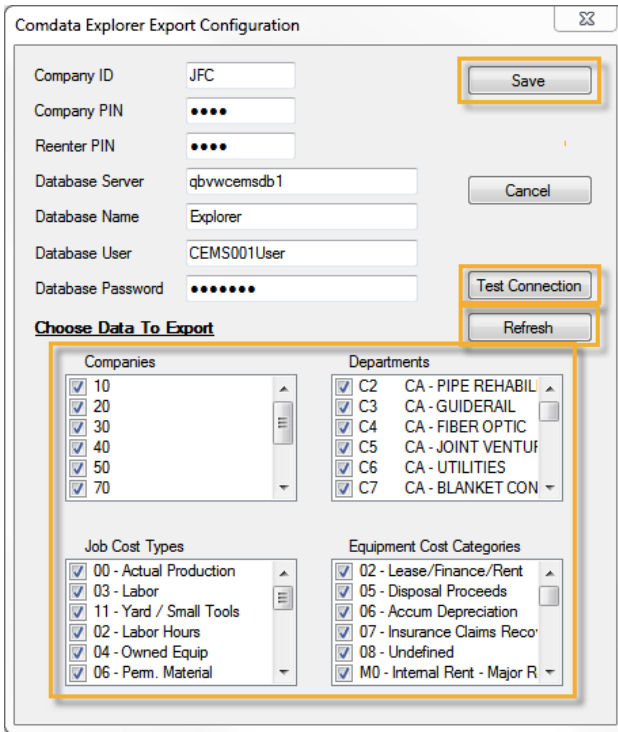 Comdata Explorer Export Configuration
Company ID JFC Save
Company PIN ••••
Reenter PIN ••••
Database Server qbvwcemsdb1 Cancel
Database Name Explorer
Database User CEMS001User
Database Password ••••••• Test Connection
Choose Data To Export Refresh
Companies
10
20
30
40
50
70
Departments
C2 CA - PIPE REHABILI
C3 CA - GUIDERAIL
C4 CA - FIBER OPTIC
C5 CA - JOINT VENTUR
C6 CA - UTILITIES
C7 CA - BLANKET CON
Job Cost Types
00 - Actual Production
03 - Labor
11 - Yard / Small Tools
02 - Labor Hours
04 - Owned Equip
06 - Perm. Material
Equipment Cost Categories
02 - Lease/Finance/Rent
05 - Disposal Proceeds
06 - Accum Depreciation
07 - Insurance Claims Reco
08 - Undefined
M0 - Internal Rent - Major R